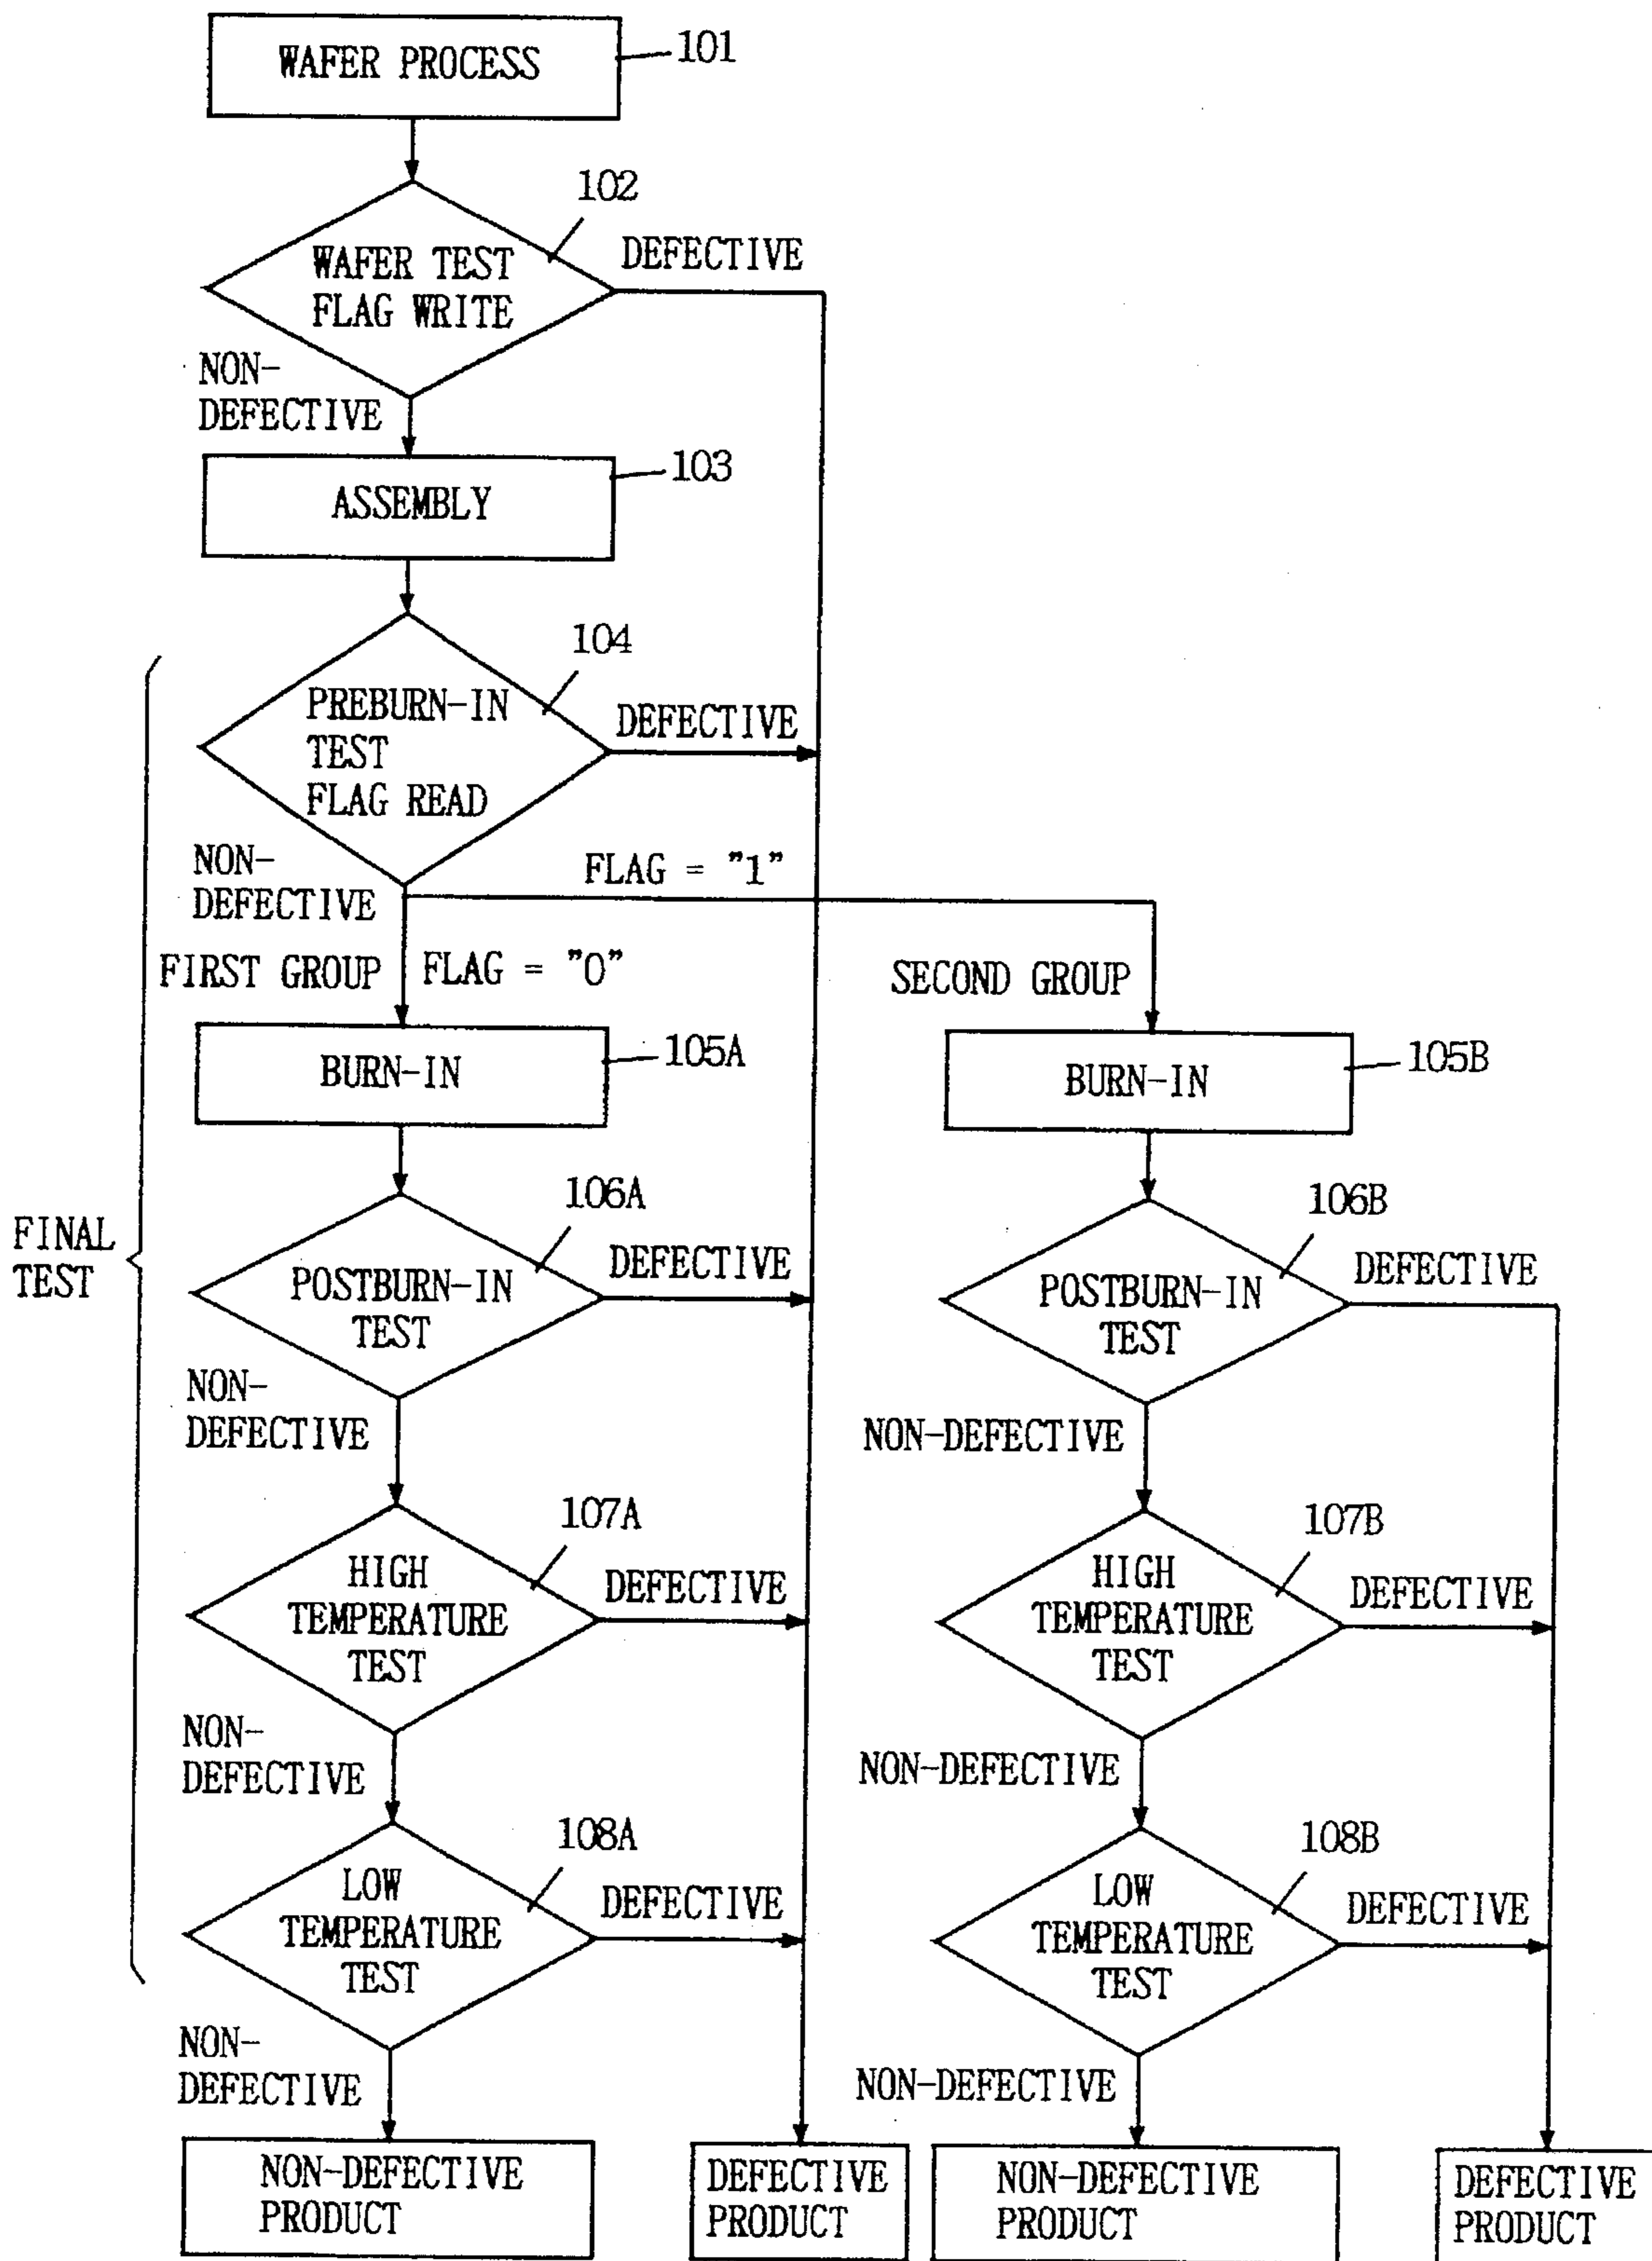 WAFER PROCESS
101
102
WAFER TEST
FLAG WRITE
DEFECTIVE
NON-
DEFECTIVE
103
ASSEMBLY
104
PREBURN-IN
TEST
FLAG READ
DEFECTIVE
NON-
DEFECTIVE
FLAG = "1"
FIRST GROUP
FLAG = "0"
SECOND GROUP
BURN-IN
105A
BURN-IN
105B
FINAL
TEST
106A
POSTBURN-IN
TEST
DEFECTIVE
106B
POSTBURN-IN
TEST
DEFECTIVE
NON-
DEFECTIVE
NON-DEFECTIVE
107A
HIGH
TEMPERATURE
TEST
DEFECTIVE
107B
HIGH
TEMPERATURE
TEST
DEFECTIVE
NON-
DEFECTIVE
NON-DEFECTIVE
108A
LOW
TEMPERATURE
TEST
DEFECTIVE
108B
LOW
TEMPERATURE
TEST
DEFECTIVE
NON-
DEFECTIVE
NON-DEFECTIVE
NON-DEFECTIVE
PRODUCT
DEFECTIVE
PRODUCT
NON-DEFECTIVE
PRODUCT
DEFECTIVE
PRODUCT